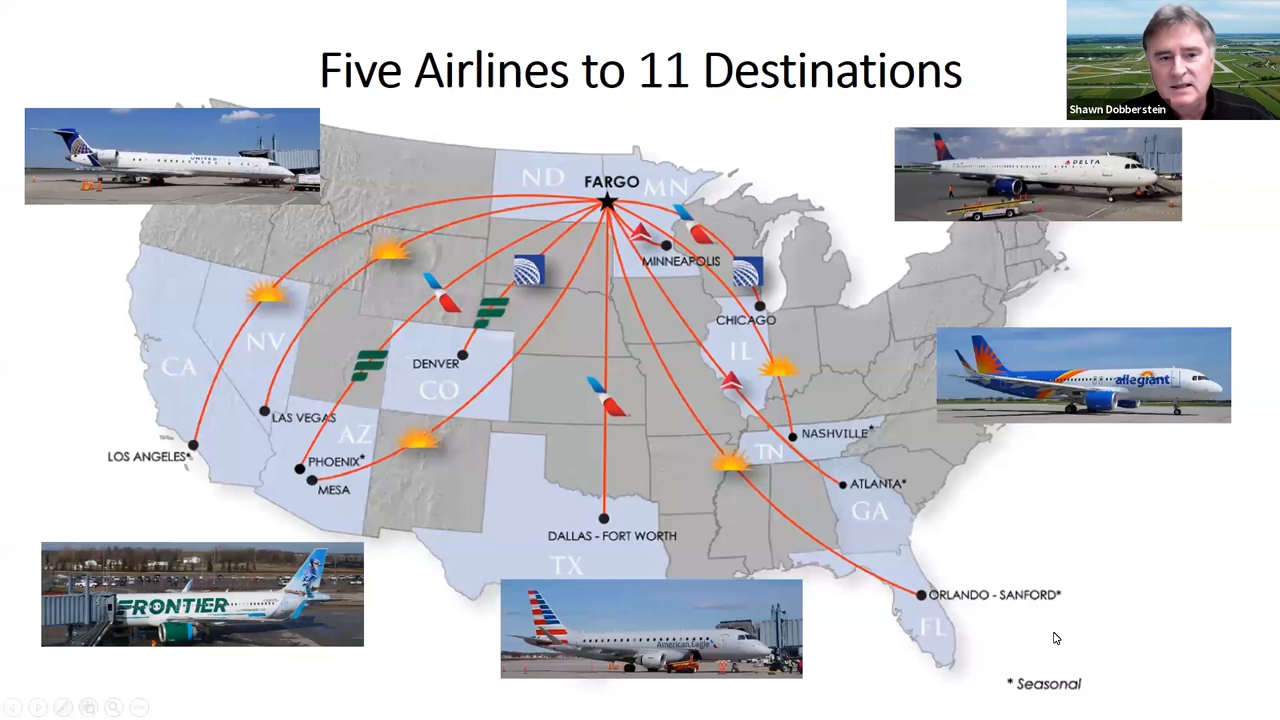 Five Airlines to 11 Destinations
Shawn Dobberstein
UNITED
DELTA
ND
FARGO
MN
MINNEAPOLIS
CHICAGO
NV
CA
IL
DENVER
CO
allegiant
LAS VEGAS
AZ
NASHVILLE*
TN
LOS ANGELES*
PHOENIX*
MESA
ATLANTA*
GA
DALLAS - FORT WORTH
TX
FRONTIER
American Eagle
ORLANDO - SANFORD*
FL
* Seasonal